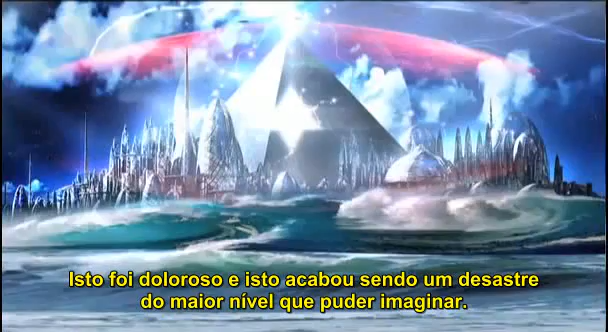 Isto foi doloroso e isto acabou sendo um desastre
do maior nível que puder imaginar.